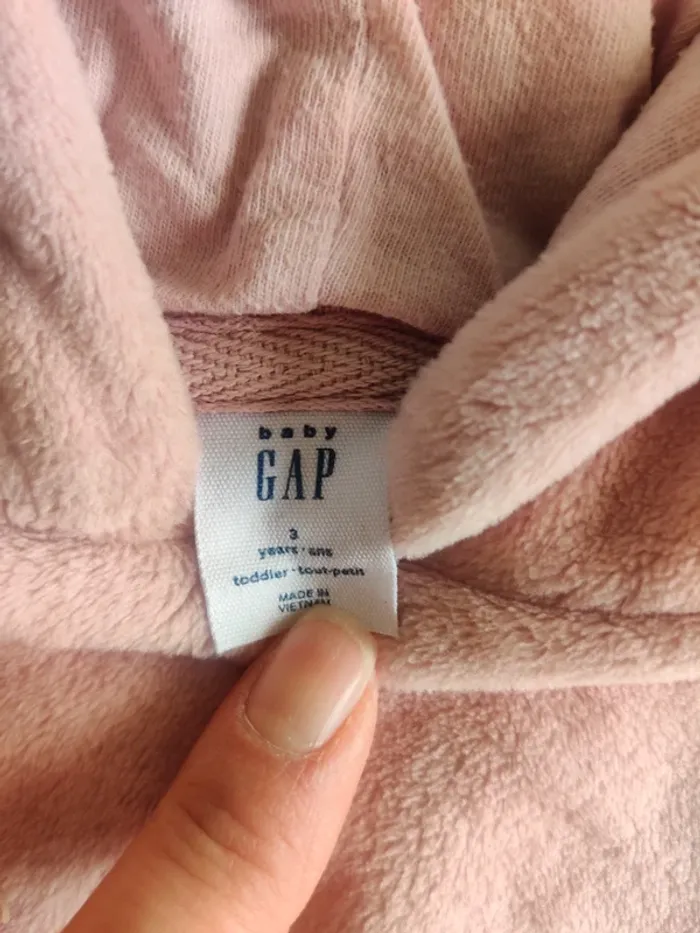 baby
GAP
3
years · ans
toddler · tout-petit
MADE IN
VIETNAM